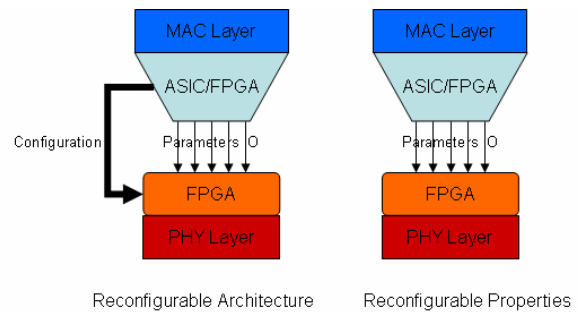 MAC Layer
ASIC/FPGA
Configuration
Parameters O
FPGA
PHY Layer
Reconfigurable Architecture
MAC Layer
ASIC/FPGA
Parameters O
FPGA
PHY Layer
Reconfigurable Properties